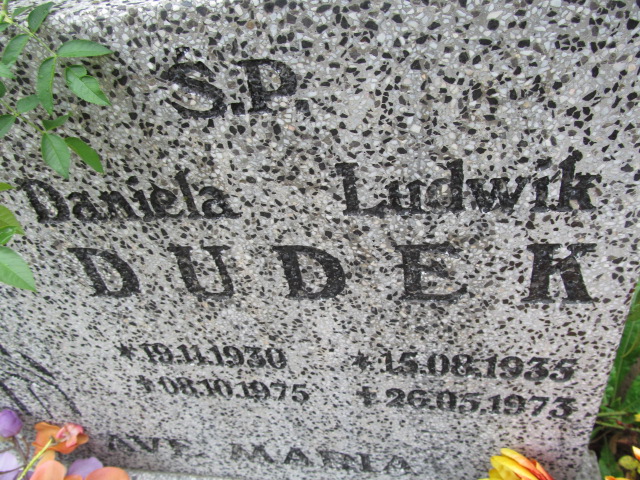 Ś.P.
Daniela Ludwik
DUDEK
*19.11.1930 *15.08.1935
†08.10.1975 †26.05.1973
AVE MARIA